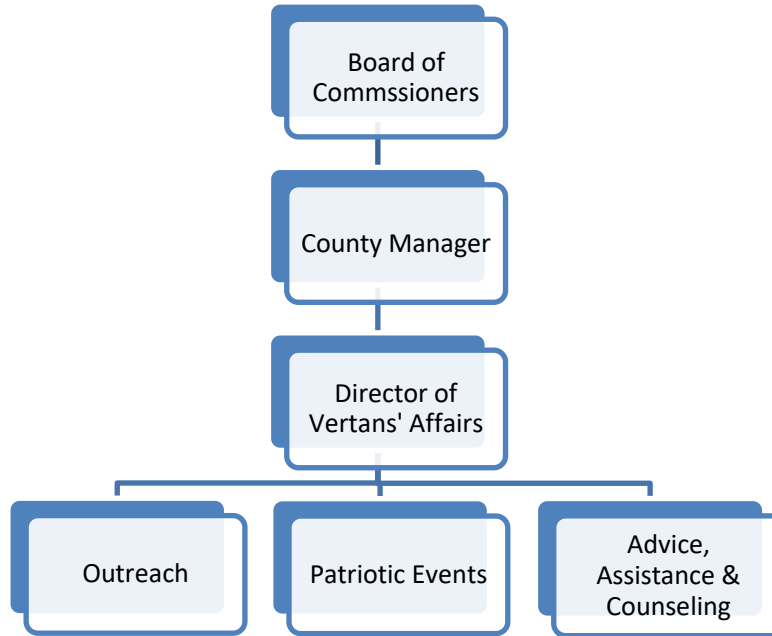 Board of
Commssioners
County Manager
Director of
Vertans' Affairs
Outreach
Patriotic Events
Advice,
Assistance &
Counseling